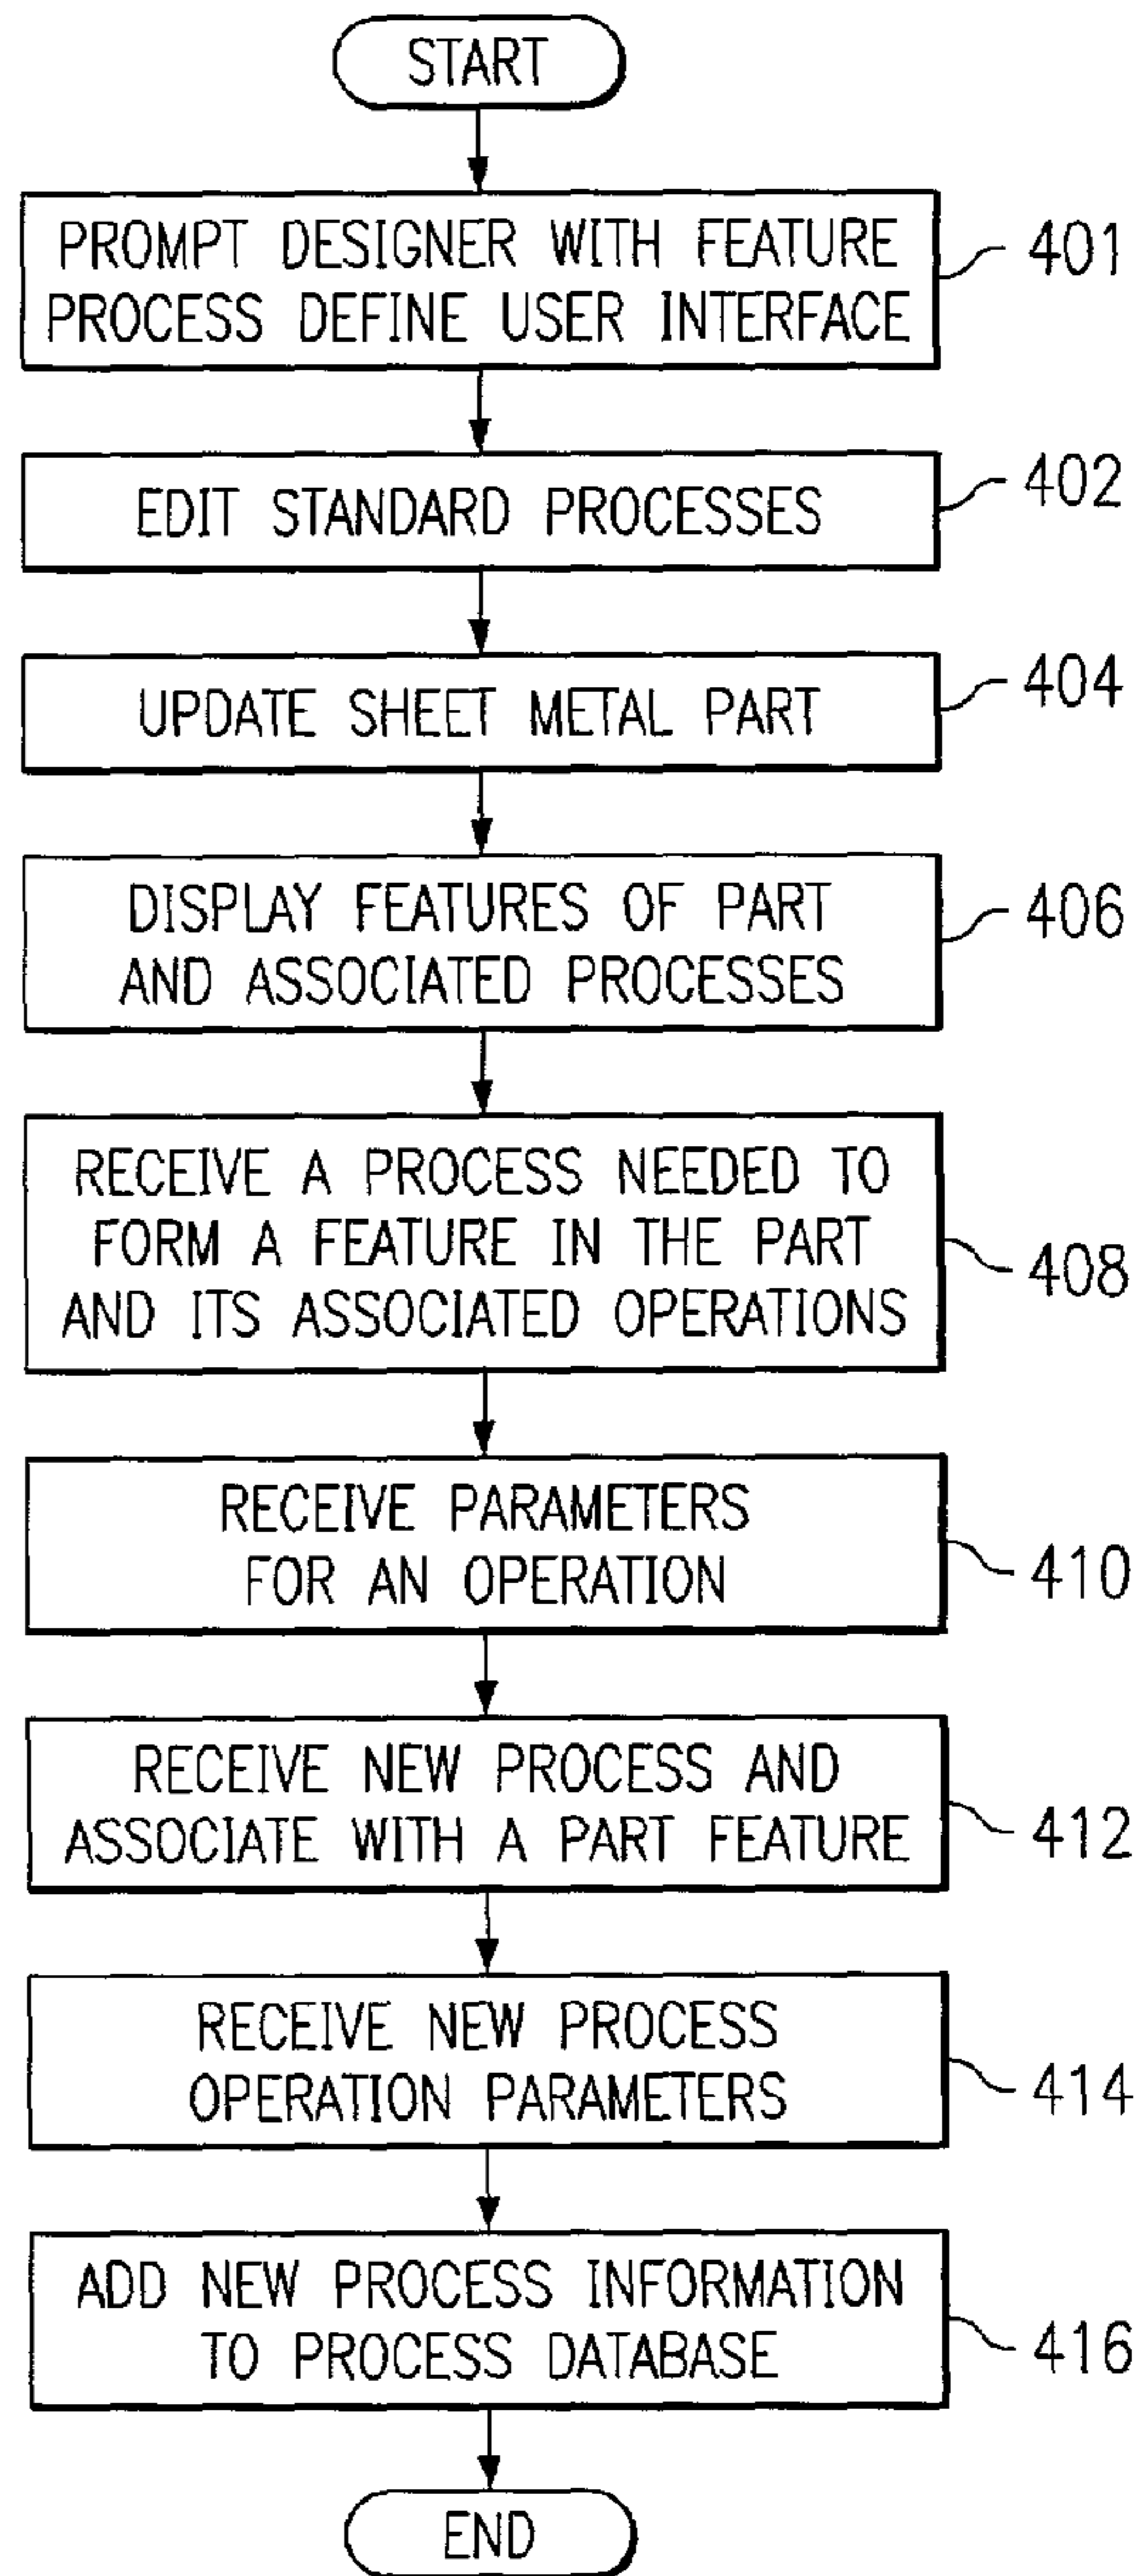 START
PROMPT DESIGNER WITH FEATURE
PROCESS DEFINE USER INTERFACE
401
EDIT STANDARD PROCESSES
402
UPDATE SHEET METAL PART
404
DISPLAY FEATURES OF PART
AND ASSOCIATED PROCESSES
406
RECEIVE A PROCESS NEEDED TO
FORM A FEATURE IN THE PART
AND ITS ASSOCIATED OPERATIONS
408
RECEIVE PARAMETERS
FOR AN OPERATION
410
RECEIVE NEW PROCESS AND
ASSOCIATE WITH A PART FEATURE
412
RECEIVE NEW PROCESS
OPERATION PARAMETERS
414
ADD NEW PROCESS INFORMATION
TO PROCESS DATABASE
416
END